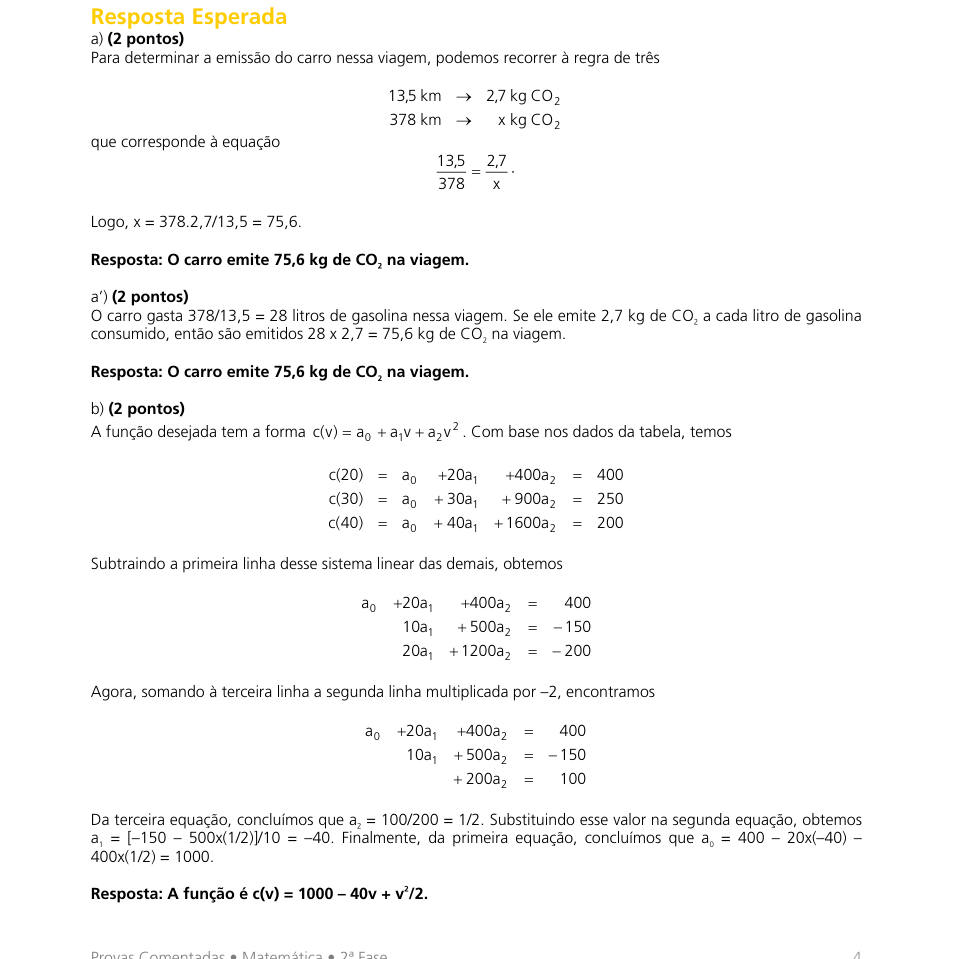 Resposta Esperada
a) (2 pontos)
Para determinar a emissão do carro nessa viagem, podemos recorrer à regra de três
13,5 km → 2,7 kg CO₂
378 km → x kg CO₂
que corresponde à equação
13,5/378 = 2,7/x .
Logo, x = 378.2,7/13,5 = 75,6.
Resposta: O carro emite 75,6 kg de CO₂ na viagem.
a’) (2 pontos)
O carro gasta 378/13,5 = 28 litros de gasolina nessa viagem. Se ele emite 2,7 kg de CO₂ a cada litro de gasolina
consumido, então são emitidos 28 x 2,7 = 75,6 kg de CO₂ na viagem.
Resposta: O carro emite 75,6 kg de CO₂ na viagem.
b) (2 pontos)
A função desejada tem a forma c(v) = a₀ + a₁v + a₂v². Com base nos dados da tabela, temos
c(20) = a₀ +20a₁ +400a₂ = 400
c(30) = a₀ + 30a₁ + 900a₂ = 250
c(40) = a₀ + 40a₁ + 1600a₂ = 200
Subtraindo a primeira linha desse sistema linear das demais, obtemos
a₀ +20a₁ +400a₂ = 400
10a₁ + 500a₂ = – 150
20a₁ + 1200a₂ = – 200
Agora, somando à terceira linha a segunda linha multiplicada por –2, encontramos
a₀ +20a₁ +400a₂ = 400
10a₁ + 500a₂ = – 150
+ 200a₂ = 100
Da terceira equação, concluímos que a₂ = 100/200 = 1/2. Substituindo esse valor na segunda equação, obtemos
a₁ = [–150 – 500x(1/2)]/10 = –40. Finalmente, da primeira equação, concluímos que a₀ = 400 – 20x(–40) –
400x(1/2) = 1000.
Resposta: A função é c(v) = 1000 – 40v + v²/2.
Provas Comentadas • Matemática • 2ª Fase 4